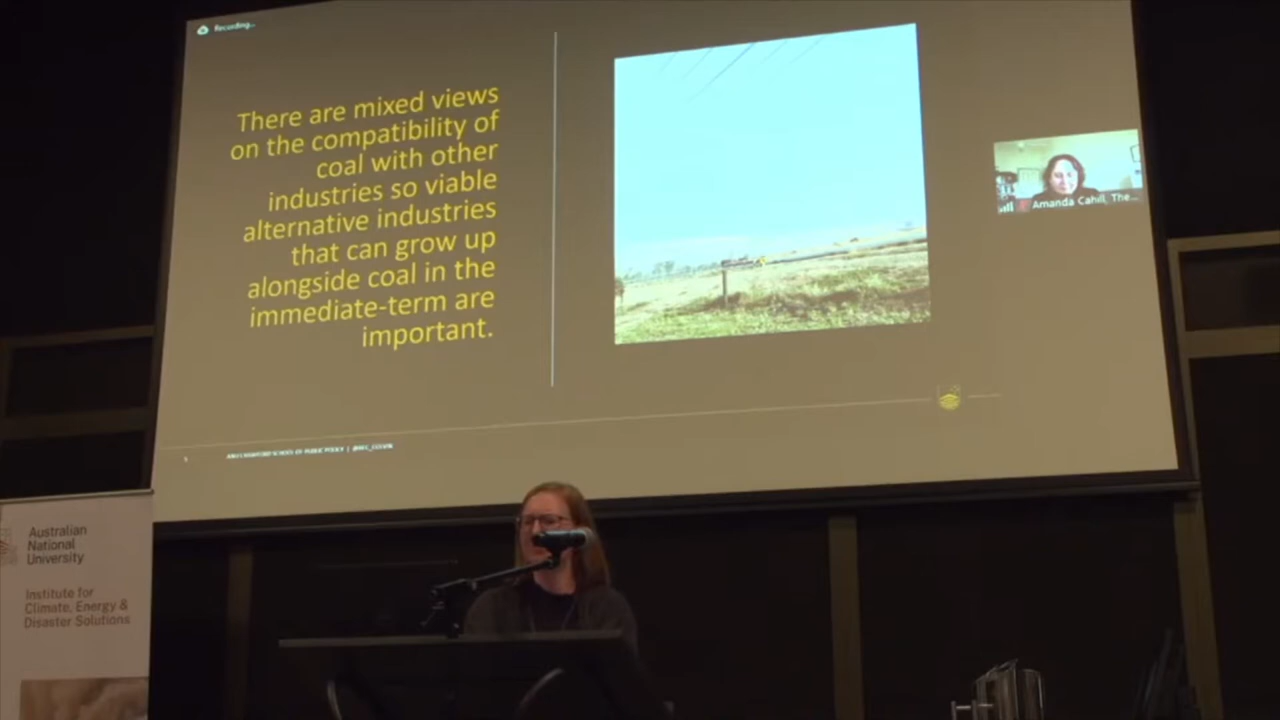 Recording...
There are mixed views
on the compatibility of
coal with other
industries so viable
alternative industries
that can grow up
alongside coal in the
immediate-term are
important.
Amanda Cahill, The...
Australian
National
University
Institute for
Climate, Energy &
Disaster Solutions